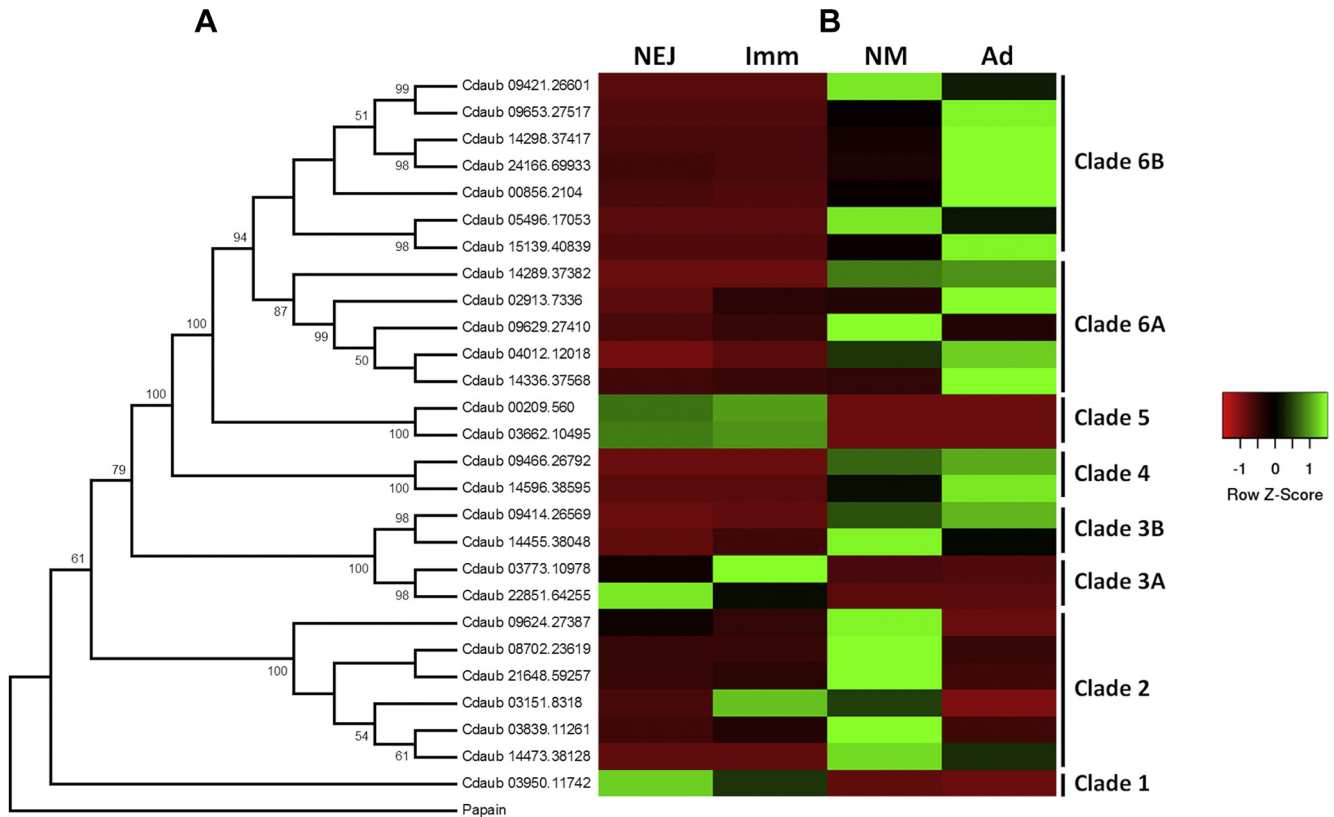 A B
NEJ Imm NM Ad
99
Cdaub 09421.26601
51
Cdaub 09653.27517
Cdaub 14298.37417
98
Cdaub 24166.69933
Clade 6B
Cdaub 00856.2104
Cdaub 05496.17053
94
98
Cdaub 15139.40839
Cdaub 14289.37382
87
Cdaub 02913.7336
100
99
Cdaub 09629.27410
Clade 6A
Cdaub 04012.12018
50
Cdaub 14336.37568
100
Cdaub 00209.560
Clade 5
100
Cdaub 03662.10495
79
Cdaub 09466.26792
Clade 4
100
Cdaub 14596.38595
98
Cdaub 09414.26569
Clade 3B
Cdaub 14455.38048
61
100
Cdaub 03773.10978
Clade 3A
98
Cdaub 22851.64255
Cdaub 09624.27387
100
Cdaub 08702.23619
Cdaub 21648.59257
Clade 2
Cdaub 03151.8318
54
Cdaub 03839.11261
61
Cdaub 14473.38128
Cdaub 03950.11742
Clade 1
Papain
-1 0 1
Row Z-Score